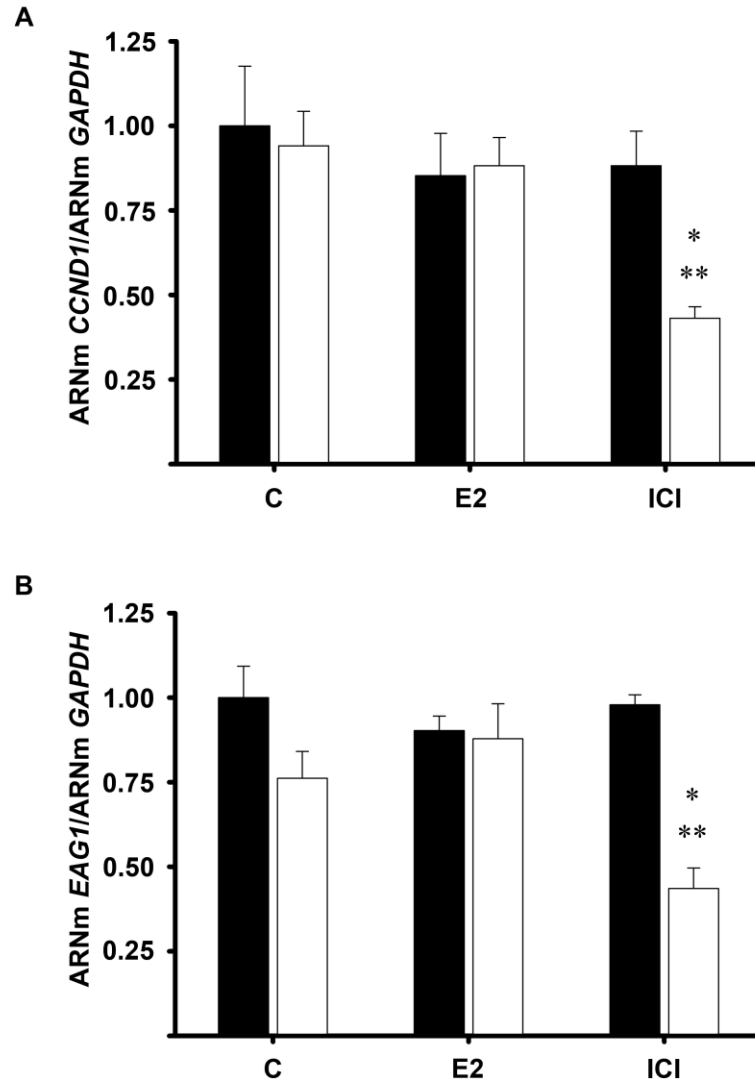 A
ARNm CCND1/ARNm GAPDH
1.25
1.00
0.75
0.50
0.25
*
**
C E2 ICI
B
ARNm EAG1/ARNm GAPDH
1.25
1.00
0.75
0.50
0.25
*
**
C E2 ICI